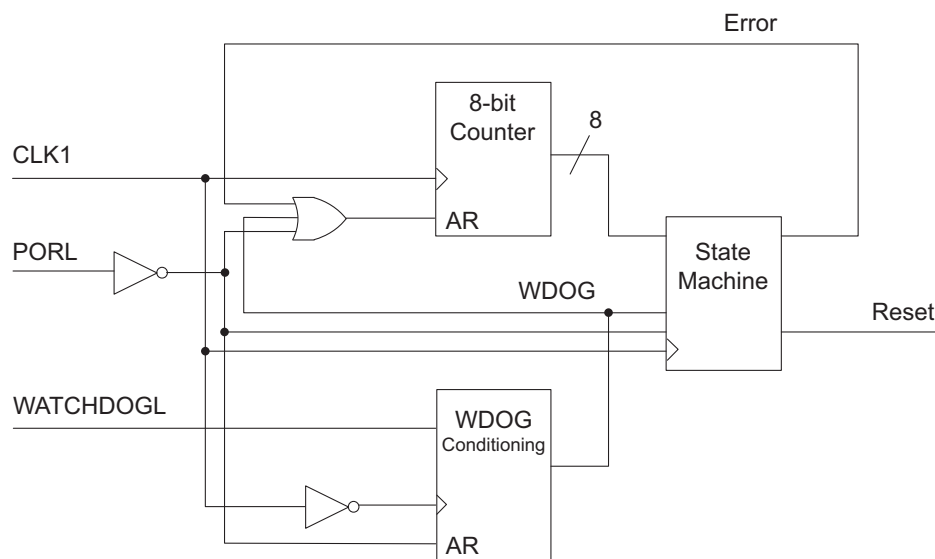 Error
8-bit
Counter
8
CLK1
AR
PORL
State
Machine
WDOG
Reset
WATCHDOGL
WDOG
Conditioning
AR